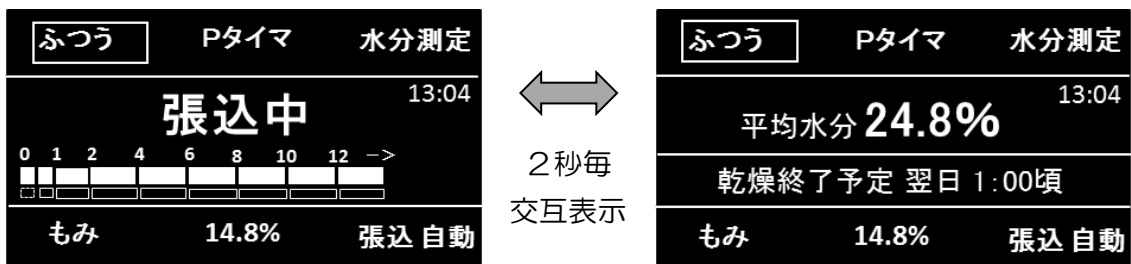 ふつう Pタイマ 水分測定
13:04
張込中
0 1 2 4 6 8 10 12 -->
もみ 14.8% 張込 自動
2秒毎
交互表示
ふつう Pタイマ 水分測定
13:04
平均水分 24.8%
乾燥終了予定 翌日 1:00頃
もみ 14.8% 張込 自動